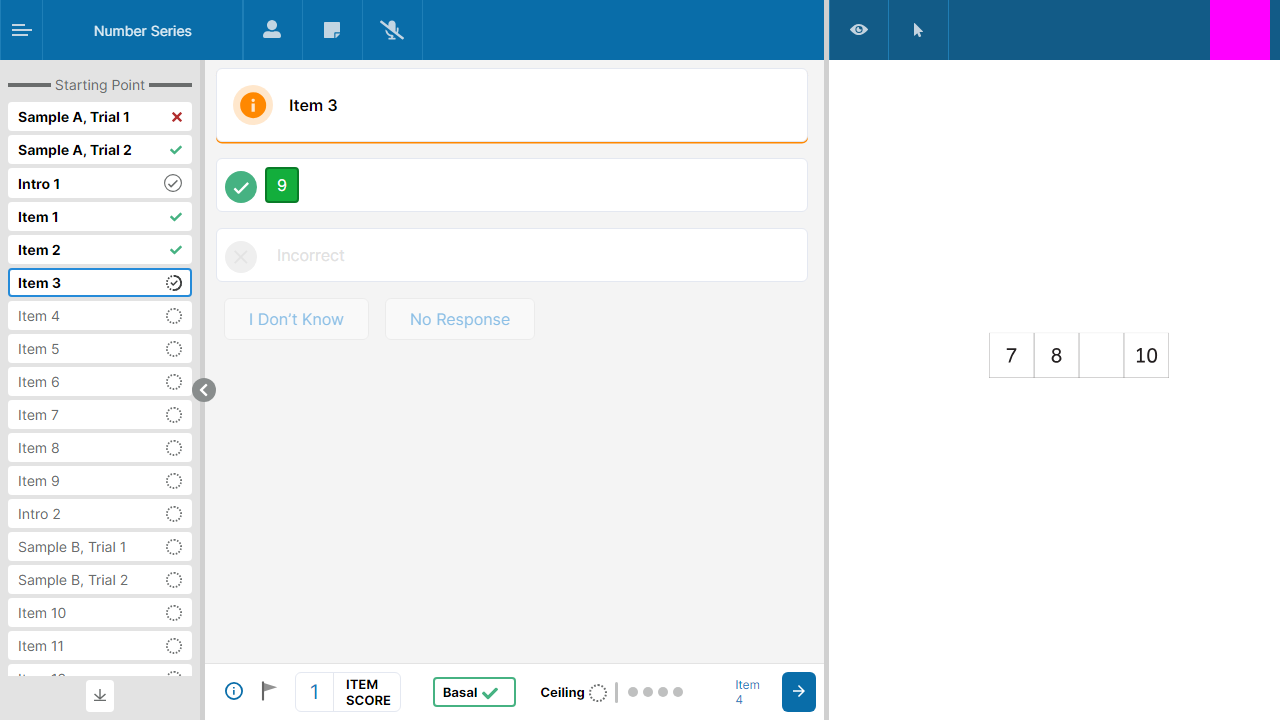 Number Series
Starting Point
Sample A, Trial 1
Sample A, Trial 2
Intro 1
Item 1
Item 2
Item 3
Item 4
Item 5
Item 6
Item 7
Item 8
Item 9
Intro 2
Sample B, Trial 1
Sample B, Trial 2
Item 10
Item 11
Item 3
9
Incorrect
I Don't Know
No Response
1
ITEM
SCORE
Basal
Ceiling
Item
4
7 8 10